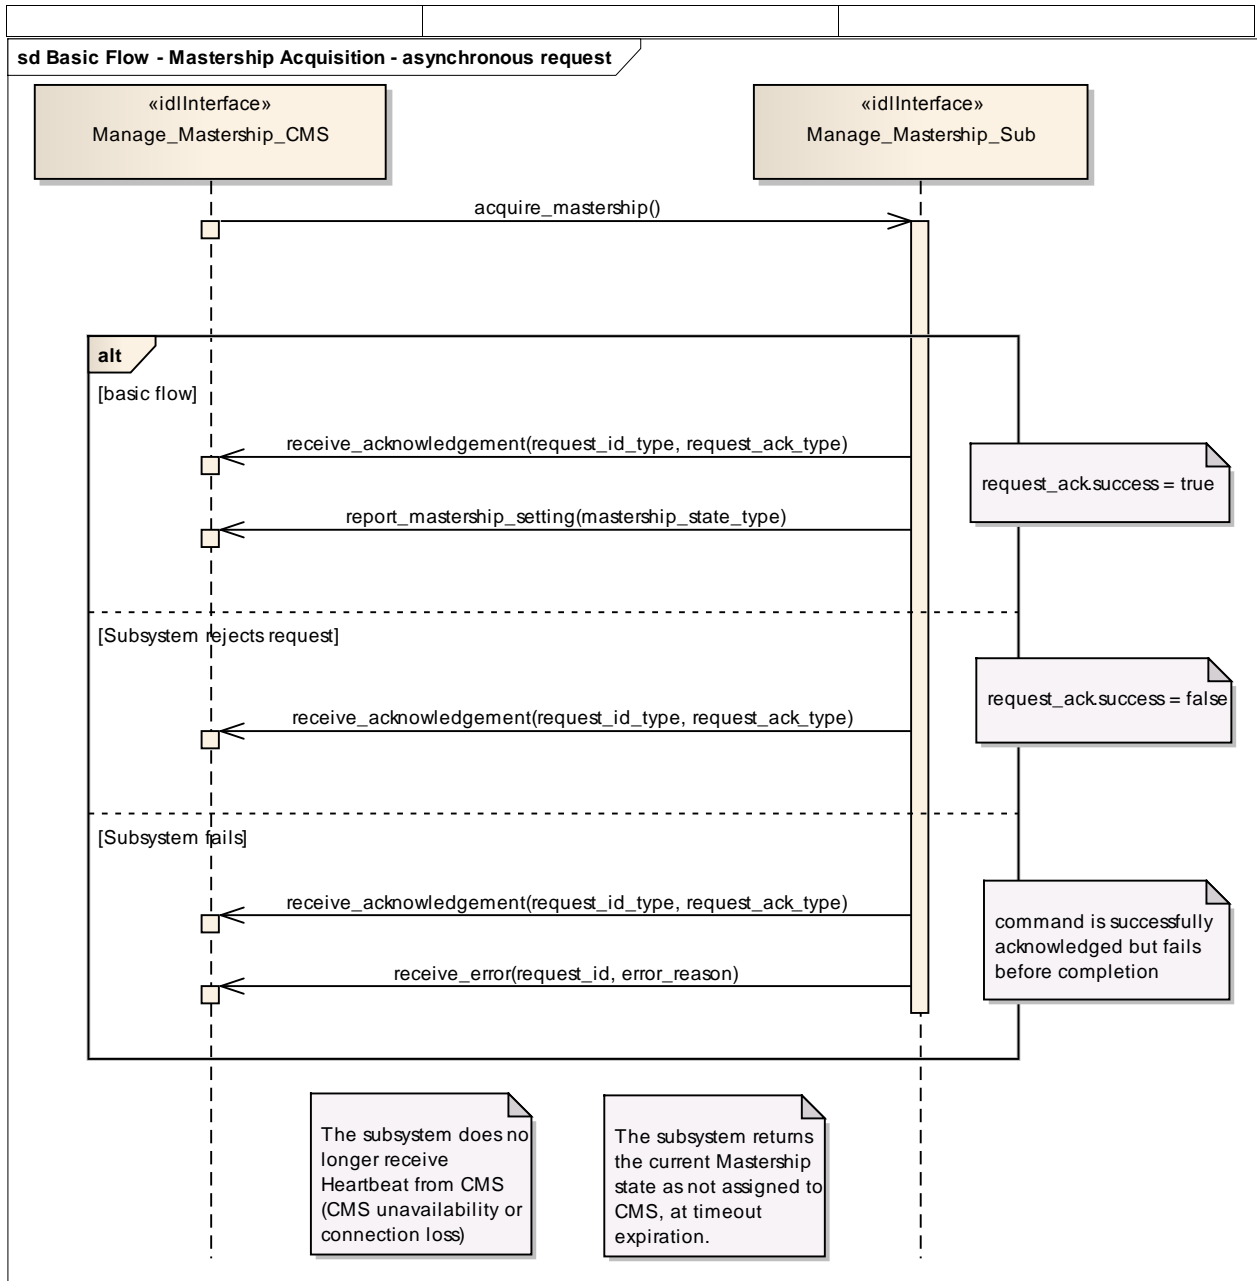 sd Basic Flow - Mastership Acquisition - asynchronous request
«idlInterface»
Manage_Mastership_CMS
«idlInterface»
Manage_Mastership_Sub
acquire_mastership()
alt
[basic flow]
receive_acknowledgement(request_id_type, request_ack_type)
request_ack.success = true
report_mastership_setting(mastership_state_type)
[Subsystem rejects request]
request_ack.success = false
receive_acknowledgement(request_id_type, request_ack_type)
[Subsystem fails]
receive_acknowledgement(request_id_type, request_ack_type)
command is successfully
acknowledged but fails
before completion
receive_error(request_id, error_reason)
The subsystem does no
longer receive
Heartbeat from CMS
(CMS unavailability or
connection loss)
The subsystem returns
the current Mastership
state as not assigned to
CMS, at timeout
expiration.